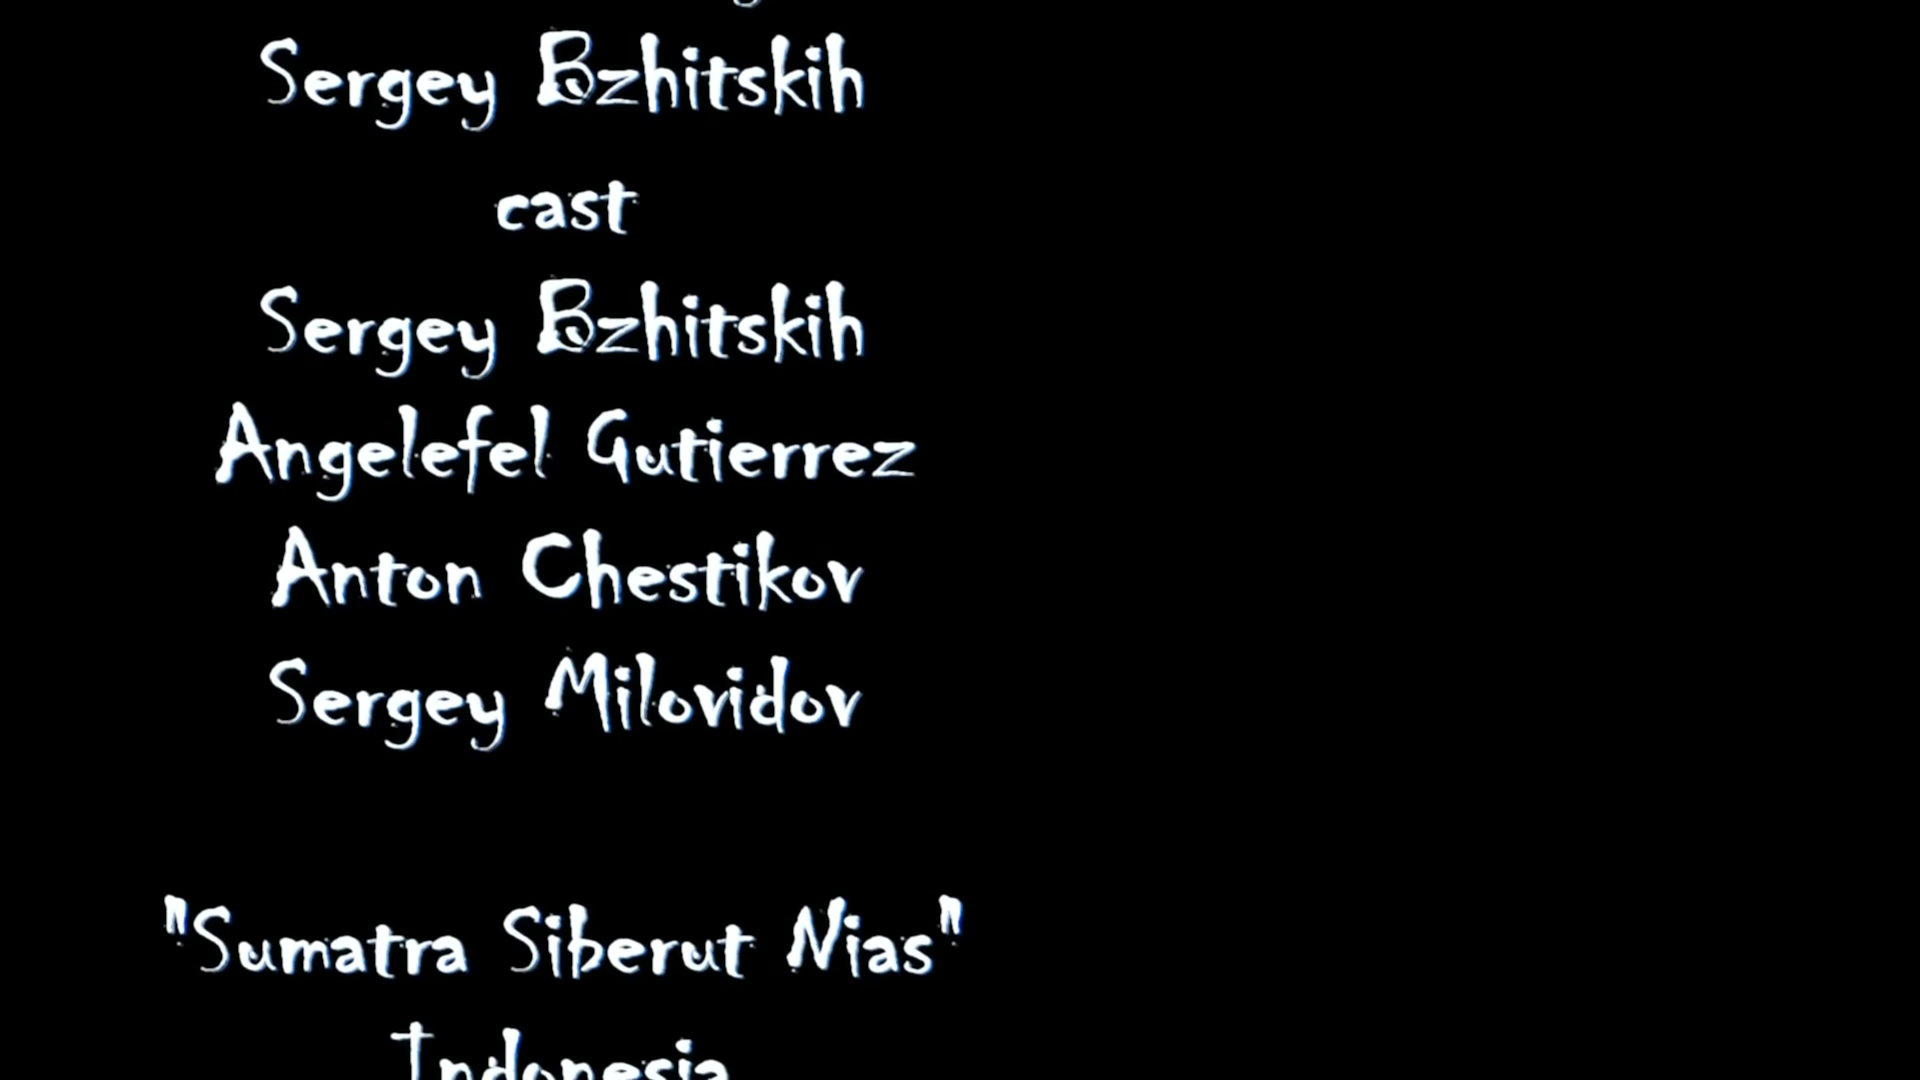 Sergey Bzhitskih
cast
Sergey Bzhitskih
Angelefel Gutierrez
Anton Chestikov
Sergey Milovidov
"Sumatra Siberut Nias"
Indonesia